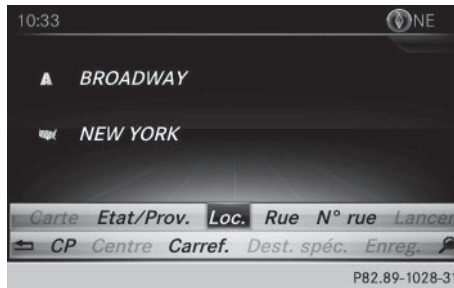 10:33 NE
BROADWAY
NEW YORK
Carte Etat/Prov. Loc. Rue N° rue Lancer
CP Centre Carref. Dest. spéc. Enreg.
P82.89-1028-31